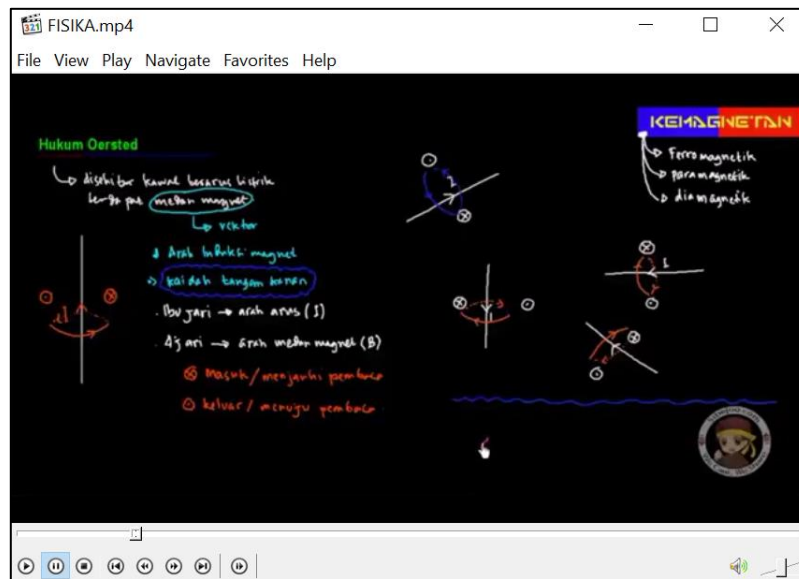 FISIKA.mp4
File View Play Navigate Favorites Help
KEMAGNETAN
Hukum Oersted
Ferromagnetik
paramagnetik
diamagnetik
disekitar kawat berarus listrik
medan magnet
vektor
Arah induksi magnet
kaidah tangan kanan
Ibu jari → arah arus (I)
4 jari → arah medan magnet (B)
⊗ Masuk / menjauhi pembaca
⊙ keluar / menuju pembaca
I
I
I